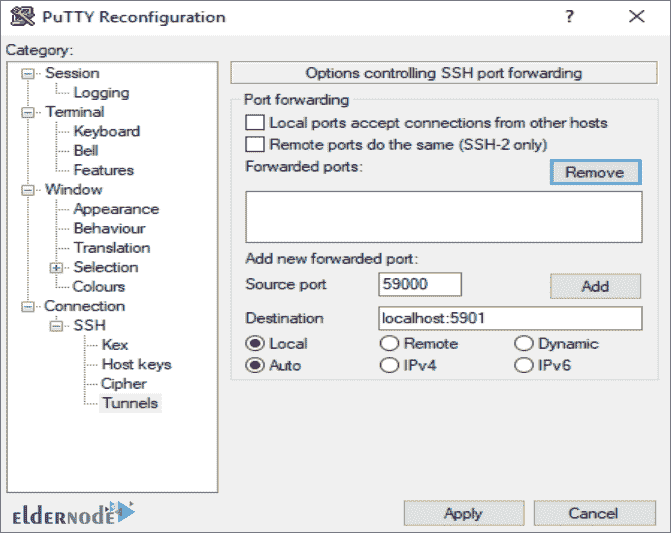 PuTTY Reconfiguration
?
Category:
Session
Logging
Terminal
Keyboard
Bell
Features
Window
Appearance
Behaviour
Translation
Selection
Colours
Connection
SSH
Kex
Host keys
Cipher
Tunnels
Options controlling SSH port forwarding
Port forwarding
Local ports accept connections from other hosts
Remote ports do the same (SSH-2 only)
Forwarded ports:
Remove
Add new forwarded port:
Source port 59000 Add
Destination localhost:5901
Local Remote Dynamic
Auto IPv4 IPv6
eldernode
Apply Cancel